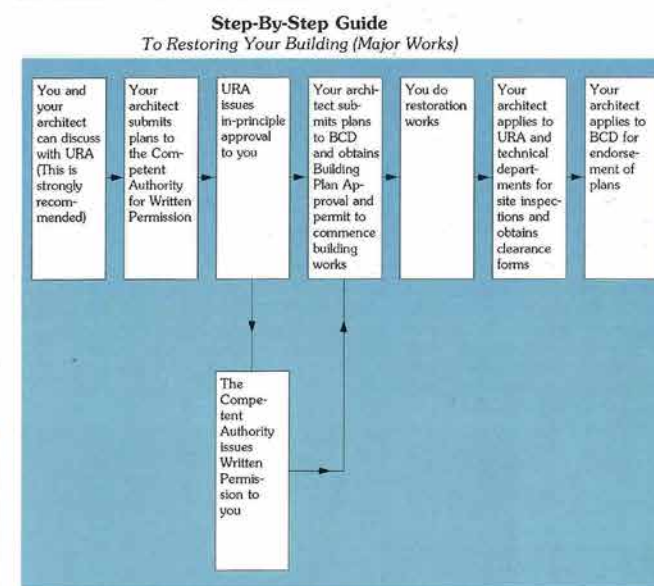 Step-By-Step Guide
To Restoring Your Building (Major Works)
You and
your
architect
can discuss
with URA
(This is
strongly
recom-
mended)
Your
architect
submits
plans to
the Com-
petent
Authority
for Written
Permission
URA
issues
in-principle
approval
to you
Your archi-
tect sub-
mits plans
to BCD
and obtains
Building
Plan Ap-
proval and
permit to
commence
building
works
You do
restoration
works
Your
architect
applies to
URA and
technical
depart-
ments for
site inspec-
tions and
obtains
clearance
forms
Your
architect
applies to
BCD for
endorse-
ment of
plans
The
Compe-
tent
Authority
issues
Written
Permis-
sion to
you